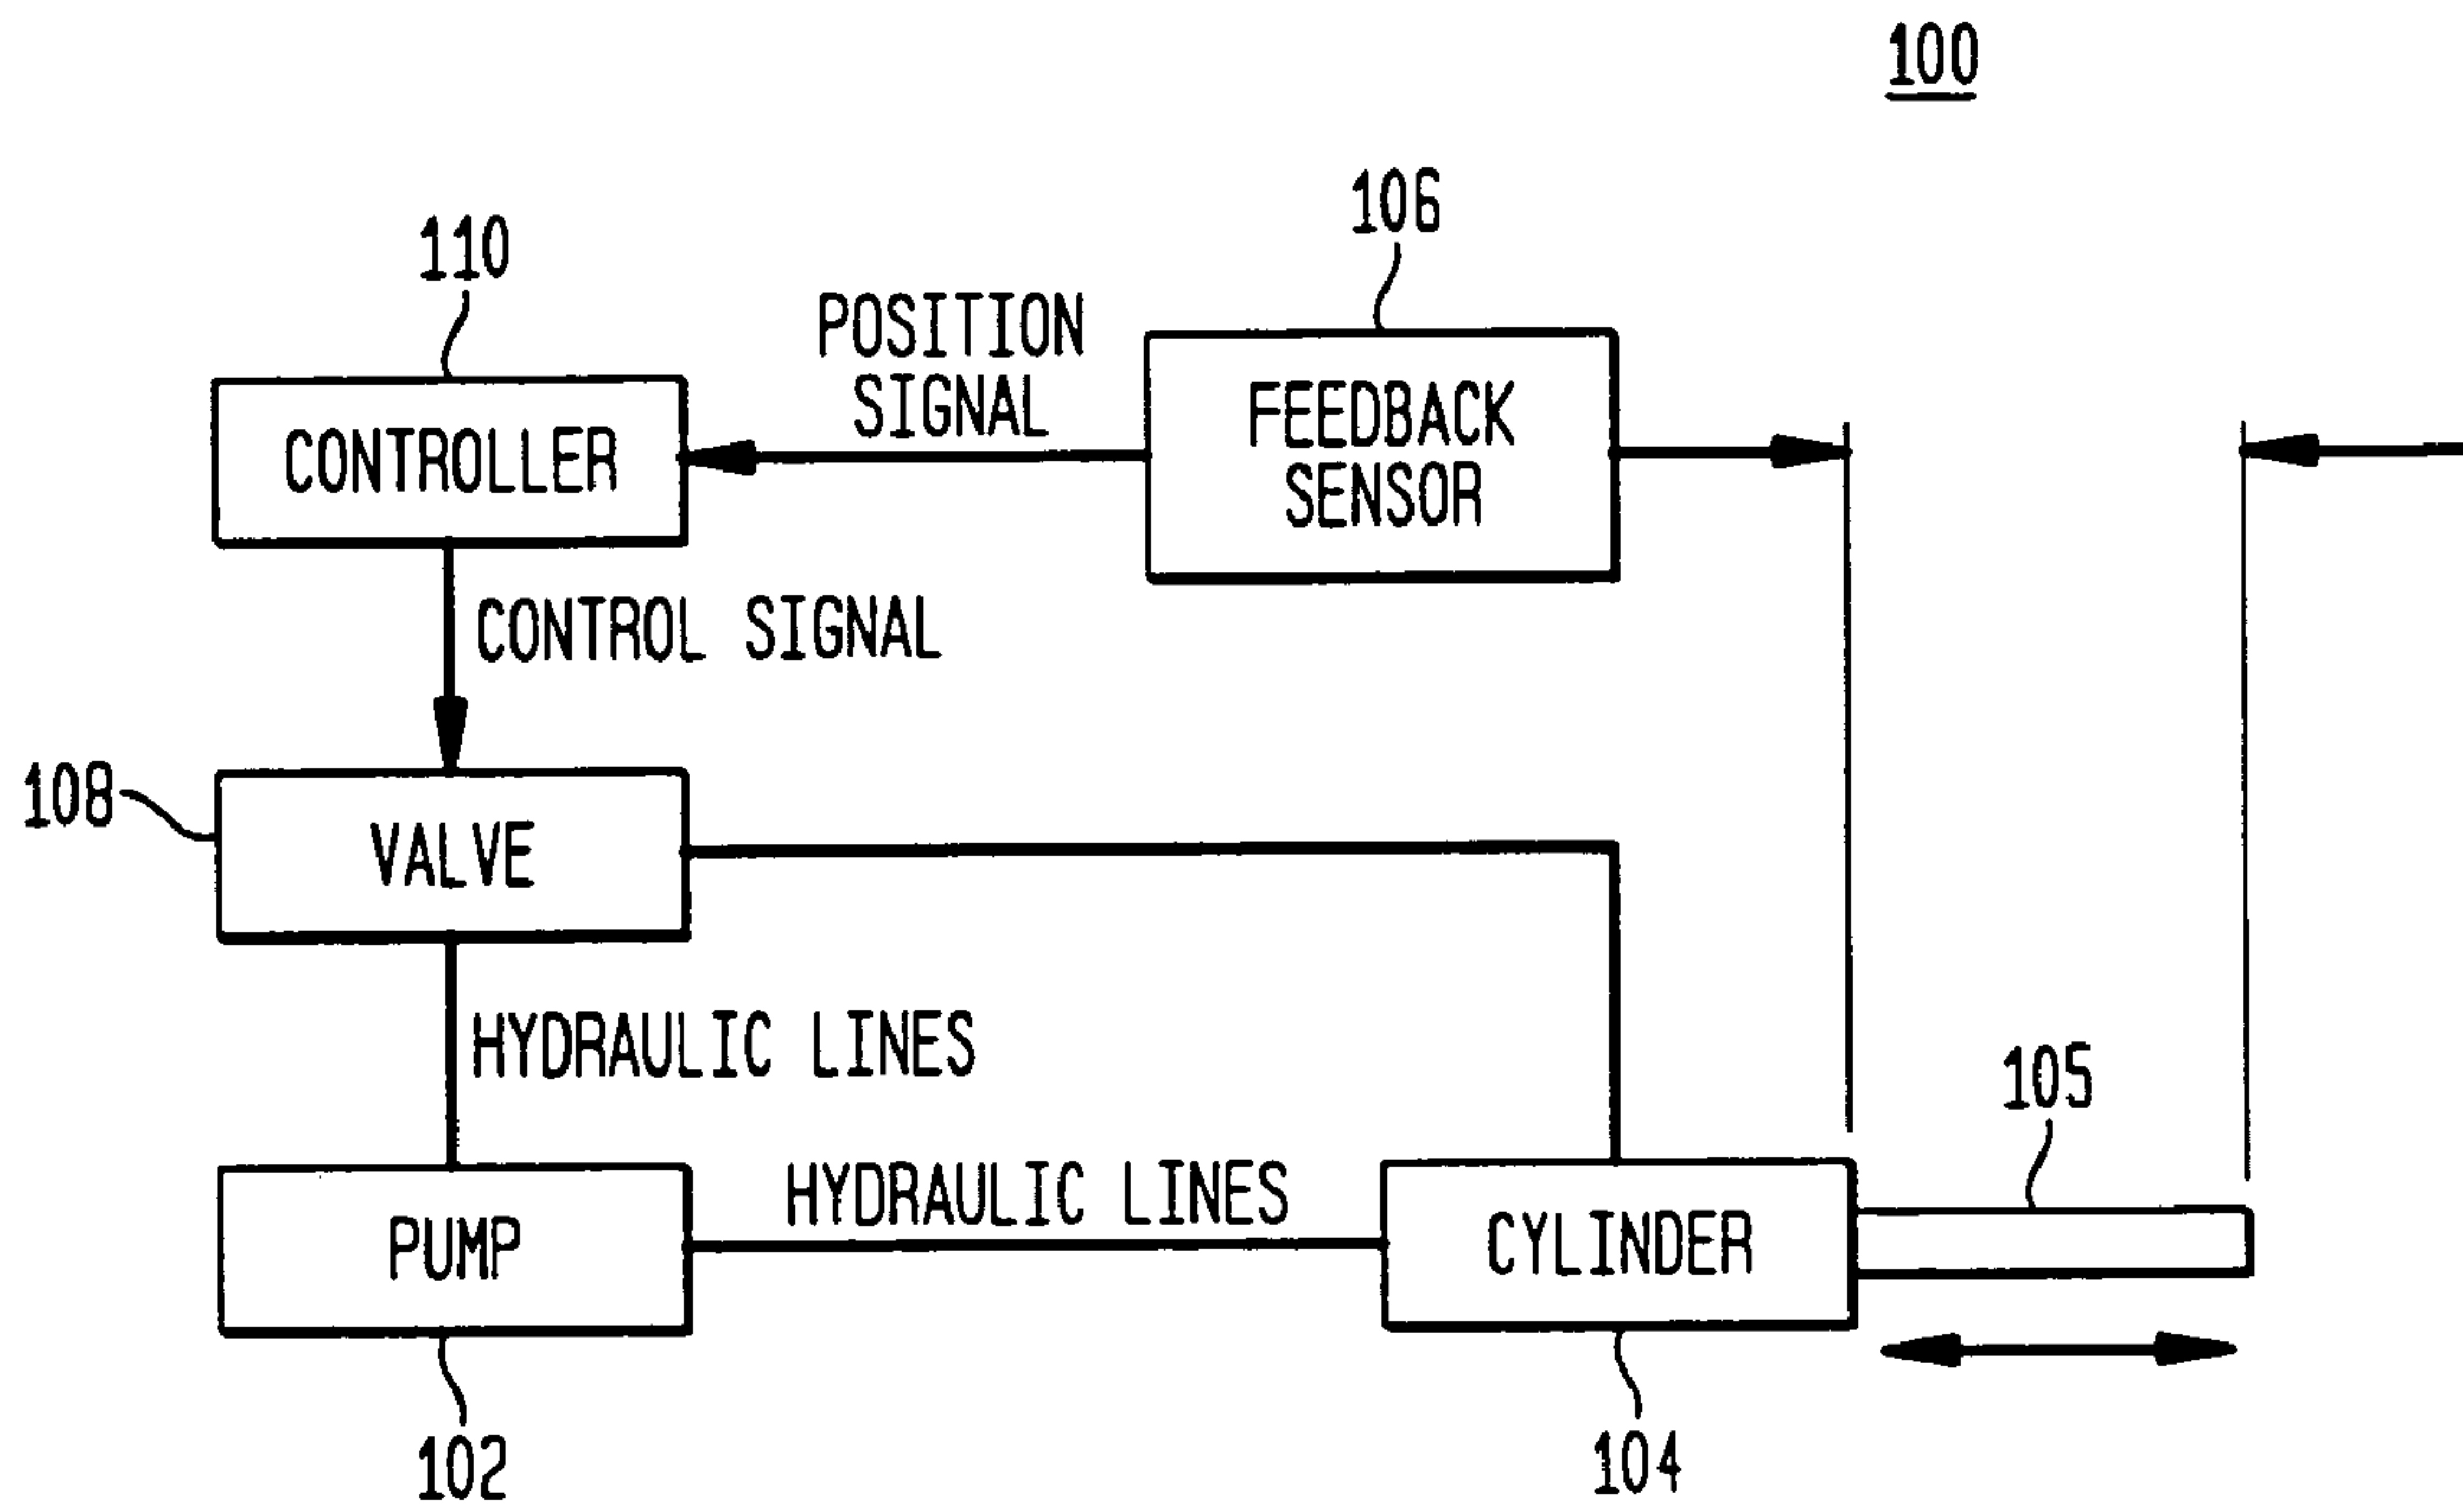 100
106
110
POSITION
SIGNAL
FEEDBACK
SENSOR
CONTROLLER
CONTROL SIGNAL
108
VALVE
HYDRAULIC LINES
105
HYDRAULIC LINES
PUMP
CYLINDER
102
104